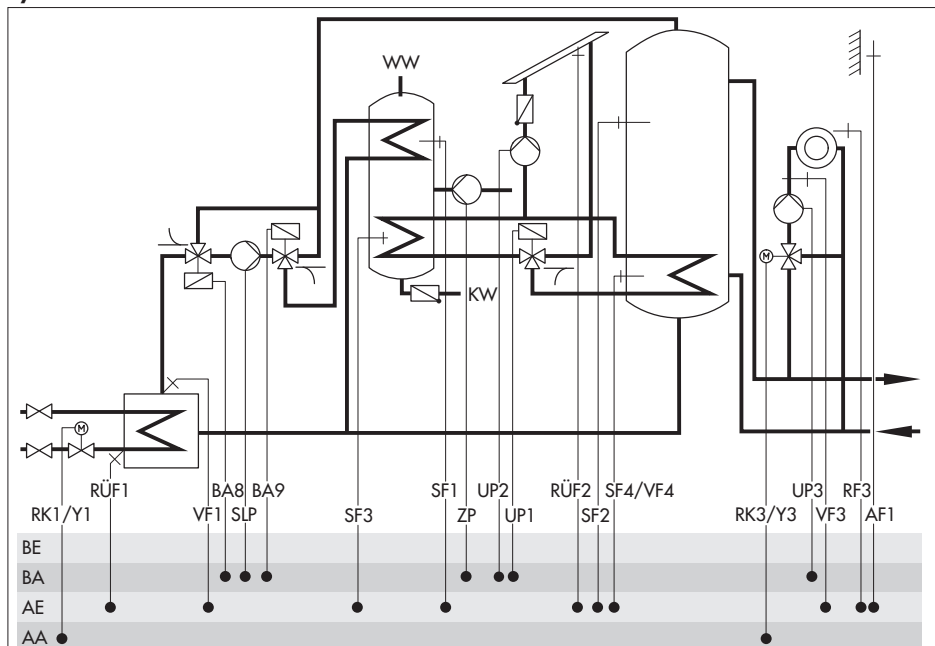 WW
KW
M
M
RÜF1 BA8 BA9 SF1 UP2 RÜF2 SF4/VF4 UP3 RF3
RK1/Y1 VF1 SLP SF3 ZP UP1 SF2 RK3/Y3 VF3 AF1
BE
BA
AE
AA